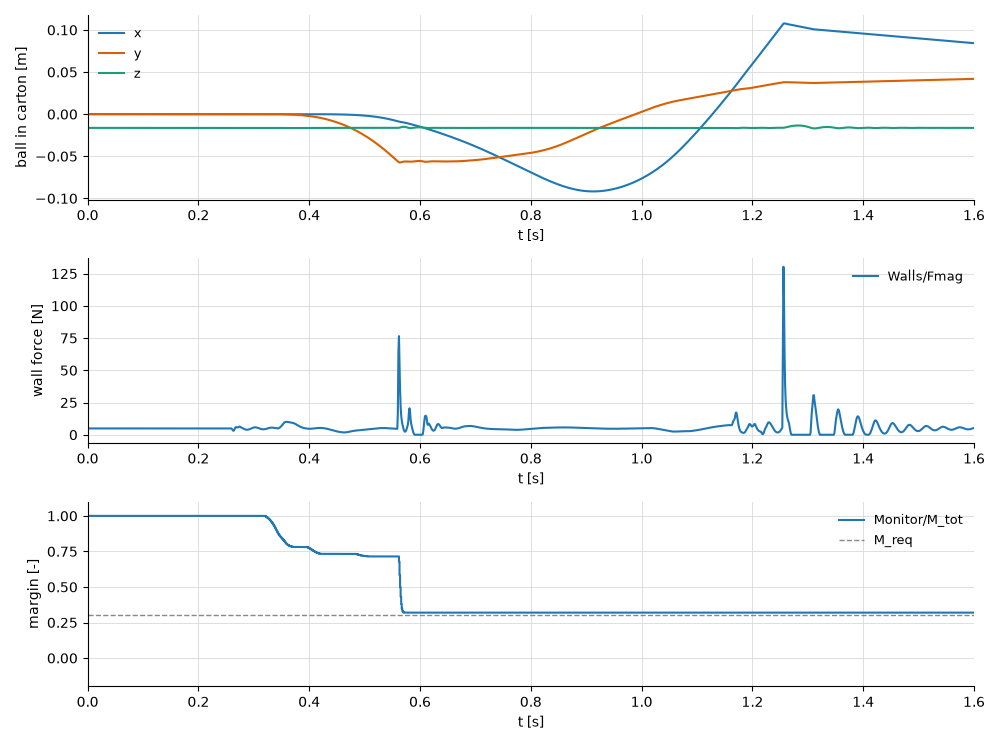 ball in carton [m]
0.10
0.05
0.00
−0.05
−0.10
x
y
z
0.0 0.2 0.4 0.6 0.8 1.0 1.2 1.4 1.6
t [s]
wall force [N]
125
100
75
50
25
0
Walls/Fmag
0.0 0.2 0.4 0.6 0.8 1.0 1.2 1.4 1.6
t [s]
margin [-]
1.00
0.75
0.50
0.25
0.00
Monitor/M_tot
M_req
0.0 0.2 0.4 0.6 0.8 1.0 1.2 1.4 1.6
t [s]